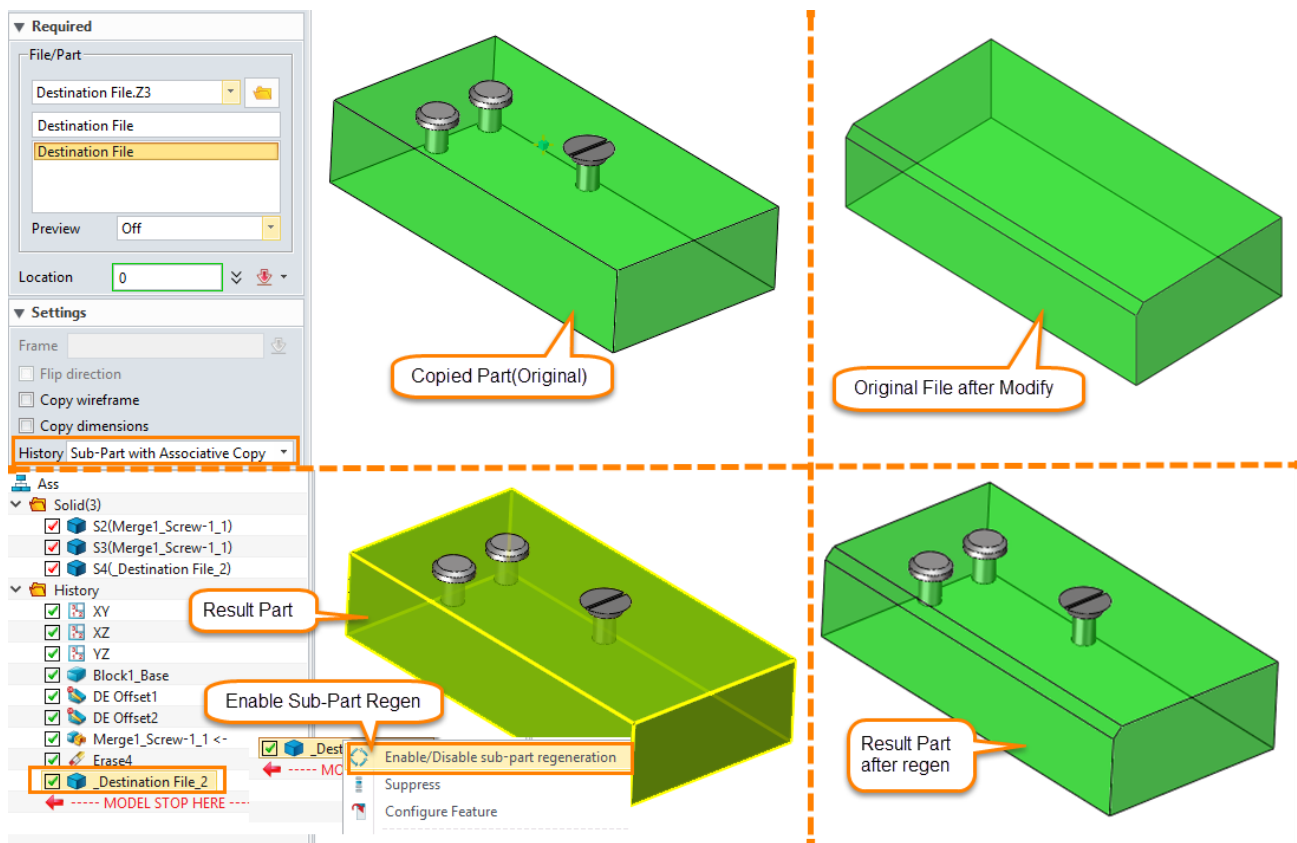 Required
File/Part
Destination File.Z3
Destination File
Destination File
Preview Off
Location 0
Settings
Frame
Flip direction
Copy wireframe
Copy dimensions
History Sub-Part with Associative Copy
Copied Part(Original)
Original File after Modify
Ass
Solid(3)
S2(Merge1_Screw-1_1)
S3(Merge1_Screw-1_1)
S4(_Destination File_2)
History
XY
XZ
YZ
Block1_Base
DE Offset1
DE Offset2
Merge1_Screw-1_1 <-
Erase4
_Destination File_2
----- MODEL STOP HERE ----
Result Part
Enable Sub-Part Regen
_Dest
----- MO
Enable/Disable sub-part regeneration
Suppress
Configure Feature
Result Part
after regen